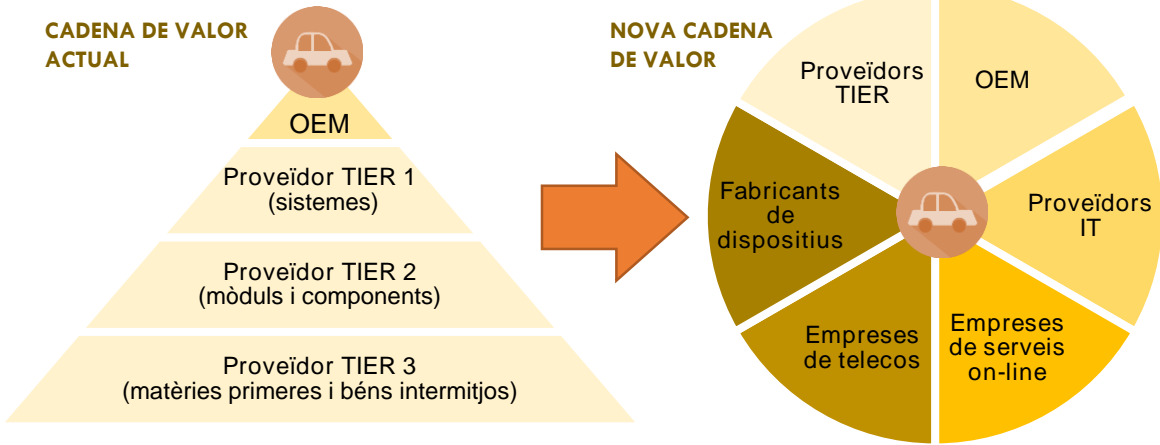 CADENA DE VALOR
ACTUAL
OEM
Proveïdor TIER 1
(sistemes)
Proveïdor TIER 2
(mòduls i components)
Proveïdor TIER 3
(matèries primeres i béns intermitjos)
NOVA CADENA
DE VALOR
Proveïdors
TIER
OEM
Fabricants
de
dispositius
Proveïdors
IT
Empreses
de telecos
Empreses
de serveis
on-line